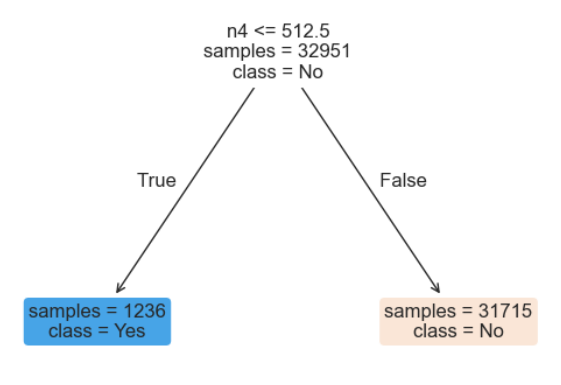 n4 <= 512.5
samples = 32951
class = No
True
False
samples = 1236
class = Yes
samples = 31715
class = No